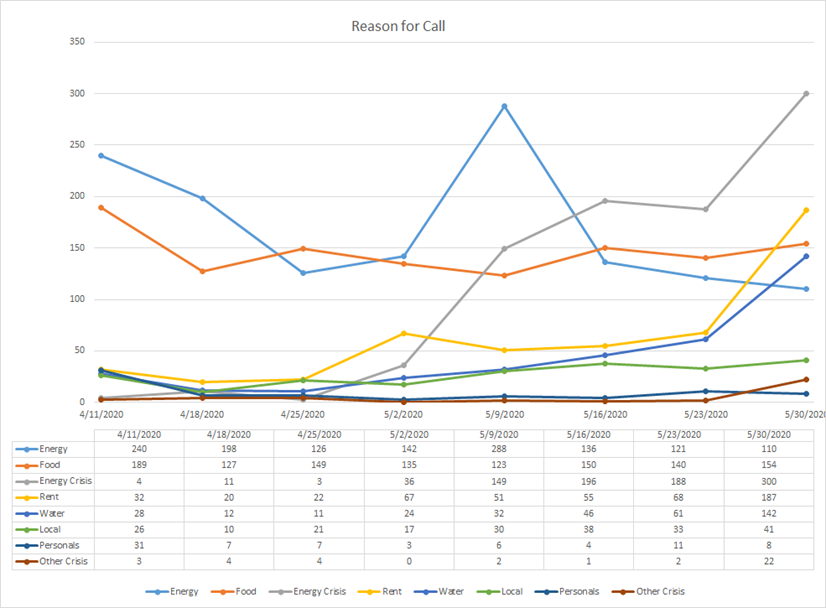 Reason for Call
350
300
250
200
150
100
50
0
4/11/2020 4/18/2020 4/25/2020 5/2/2020 5/9/2020 5/16/2020 5/23/2020 5/30/202
4/11/2020 4/18/2020 4/25/2020 5/2/2020 5/9/2020 5/16/2020 5/23/2020 5/30/2020
Energy 240 198 126 142 288 136 121 110
Food 189 127 149 135 123 150 140 154
Energy Crisis 4 11 3 36 149 196 188 300
Rent 32 20 22 67 51 55 68 187
Water 28 12 11 24 32 46 61 142
Local 26 10 21 17 30 38 33 41
Personals 31 7 7 3 6 4 11 8
Other Crisis 3 4 4 0 2 1 2 22
Energy Food Energy Crisis Rent Water Local Personals Other Crisis